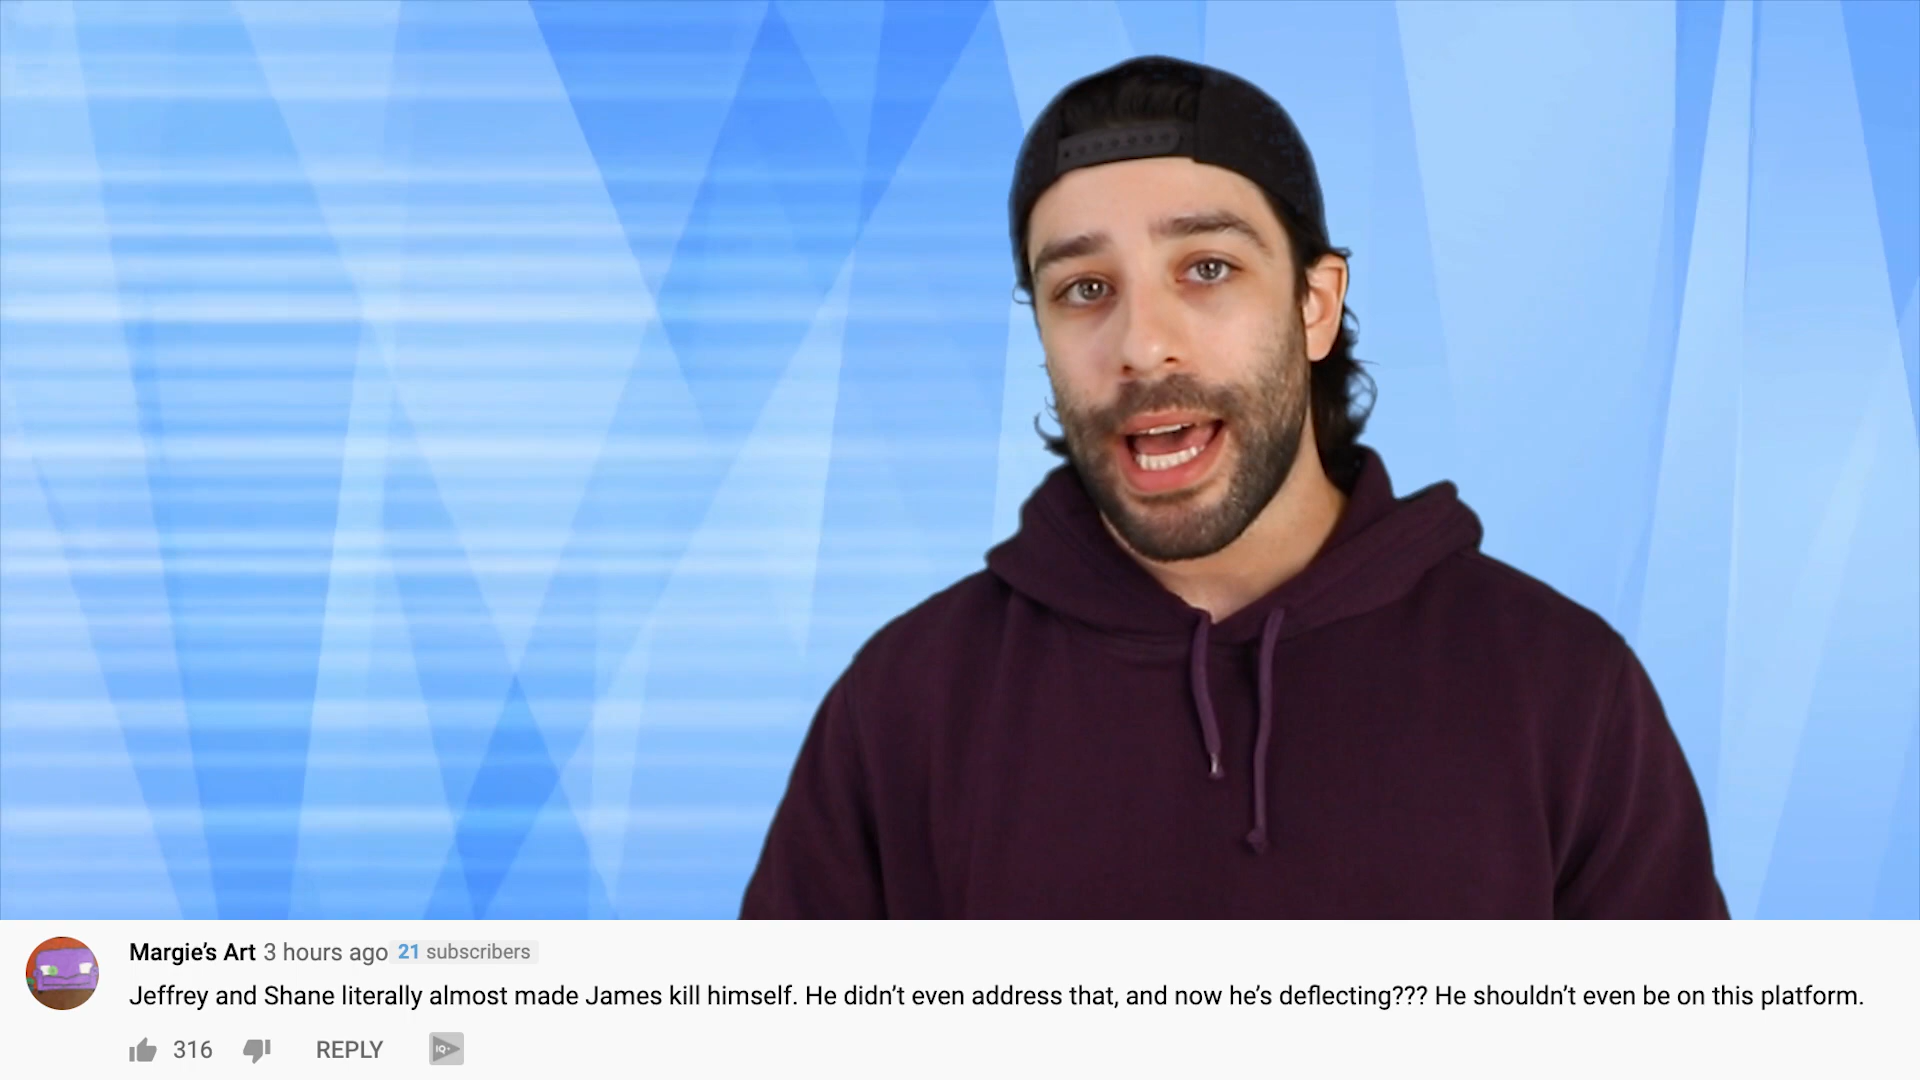 Margie’s Art 3 hours ago 21 subscribers
Jeffrey and Shane literally almost made James kill himself. He didn’t even address that, and now he’s deflecting??? He shouldn’t even be on this platform.
316 REPLY IQ+